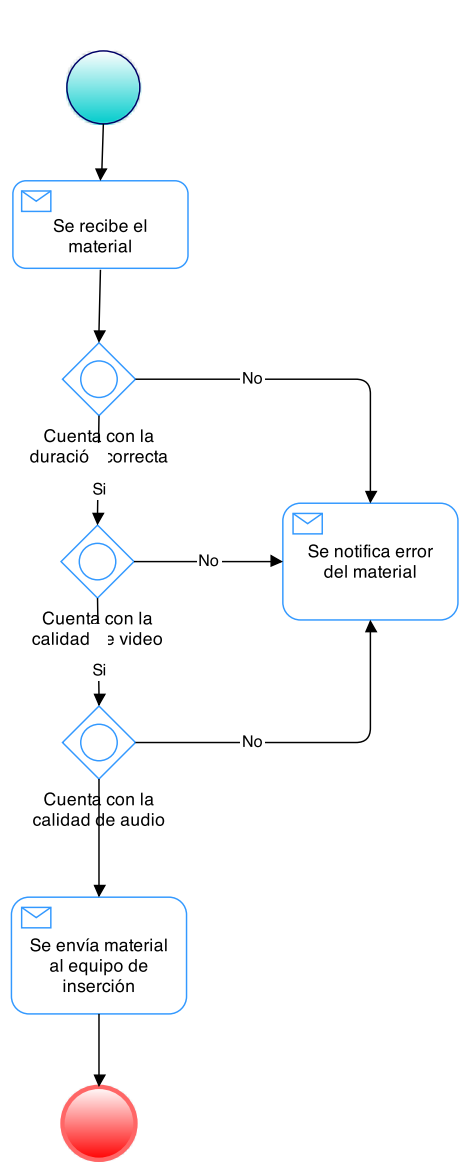 Se recibe el
material
No
Cuenta con la
duració correcta
Si
No
Se notifica error
del material
Cuenta con la
calidad e video
Si
No
Cuenta con la
calidad de audio
Se envía material
al equipo de
inserción